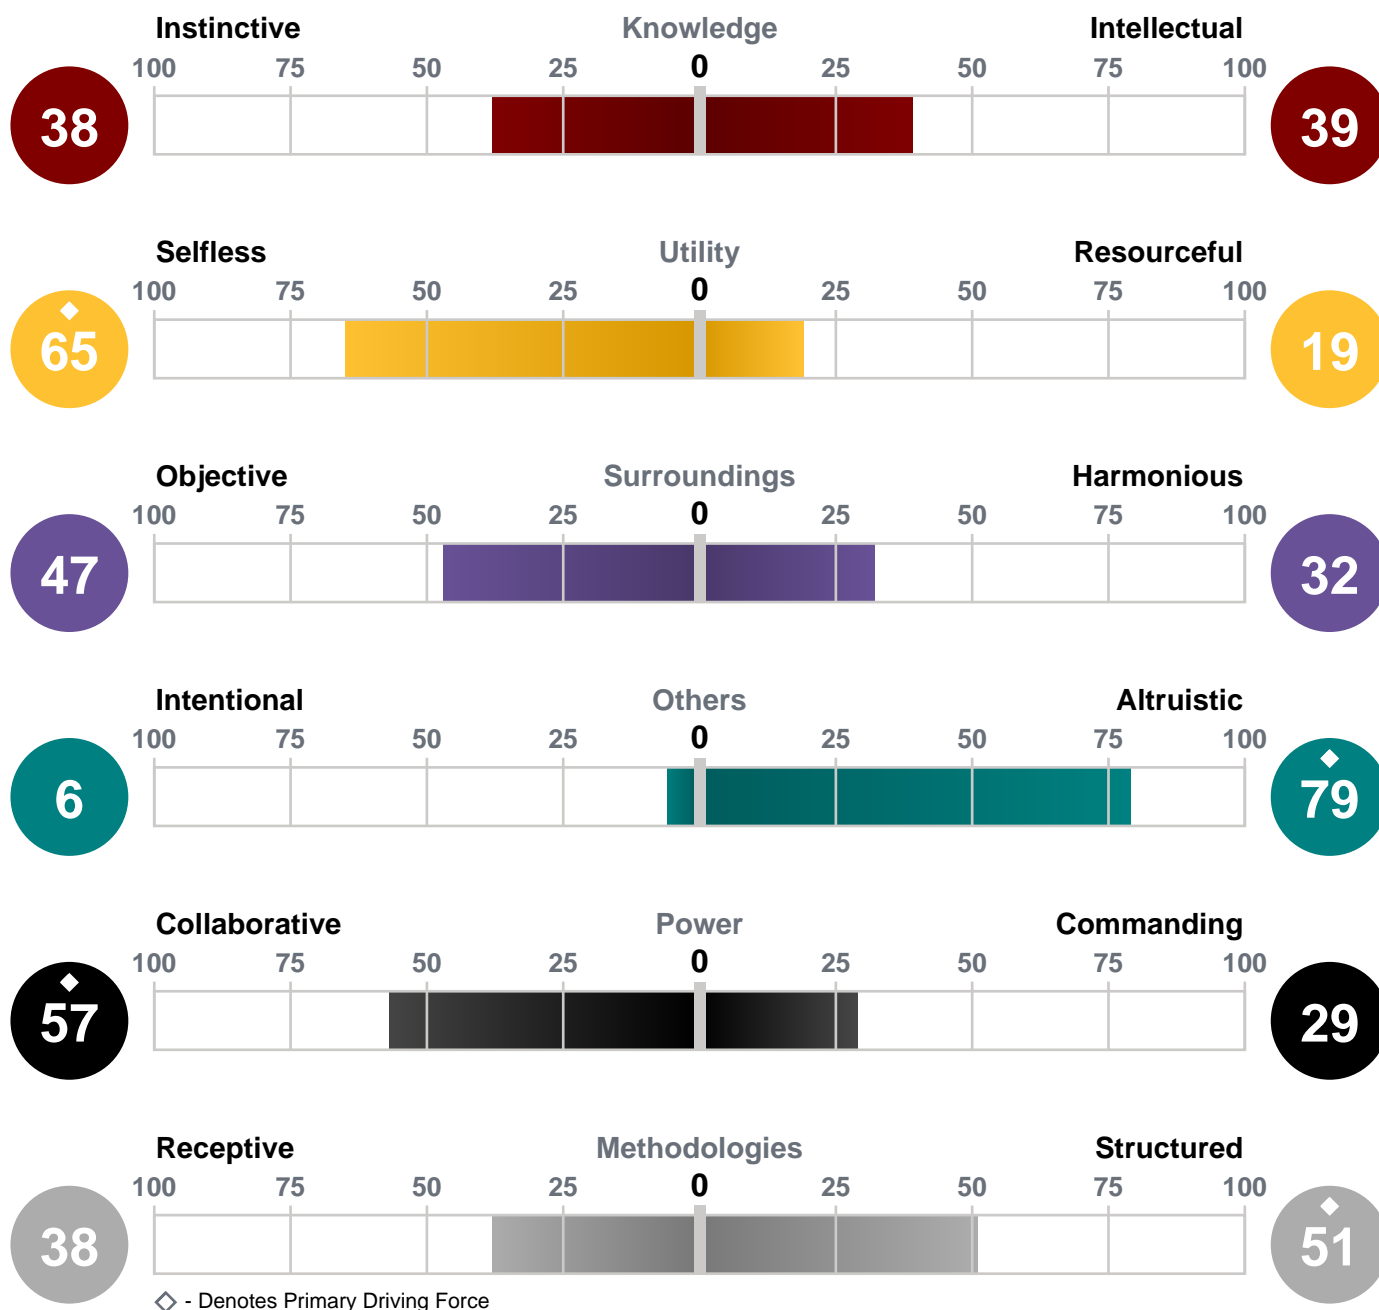 Instinctive Knowledge Intellectual
100 75 50 25 0 25 50 75 100
38 39
Selfless Utility Resourceful
100 75 50 25 0 25 50 75 100
65 19
Objective Surroundings Harmonious
100 75 50 25 0 25 50 75 100
47 32
Intentional Others Altruistic
100 75 50 25 0 25 50 75 100
6 79
Collaborative Power Commanding
100 75 50 25 0 25 50 75 100
57 29
Receptive Methodologies Structured
100 75 50 25 0 25 50 75 100
38 51
- Denotes Primary Driving Force